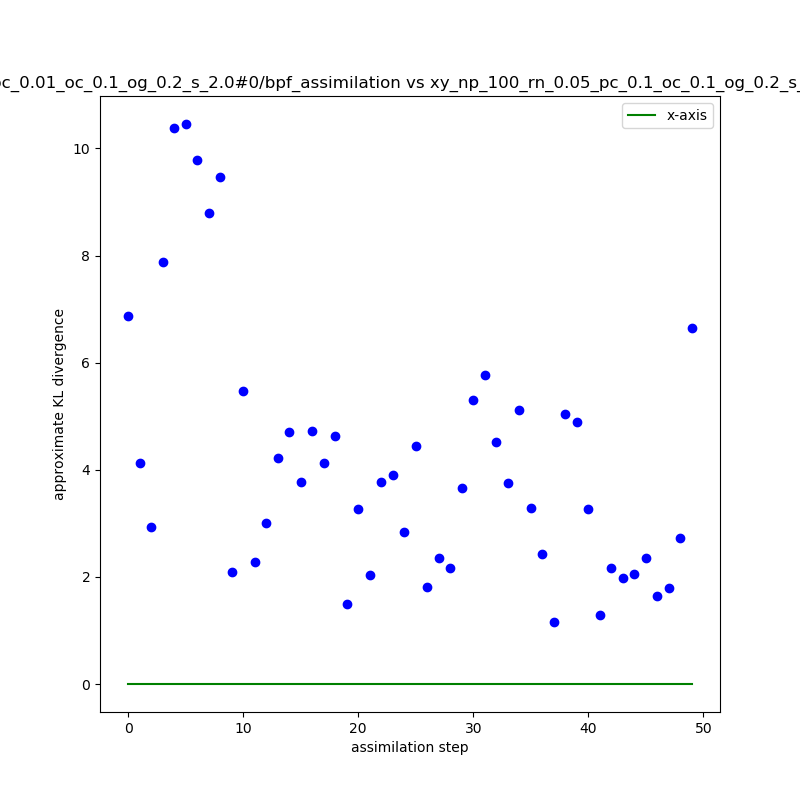 pc_0.01_oc_0.1_og_0.2_s_2.0#0/bpf_assimilation vs xy_np_100_rn_0.05_pc_0.1_oc_0.1_og_0.2_s_
x-axis
10
8
6
4
2
0
approximate KL divergence
0 10 20 30 40 50
assimilation step